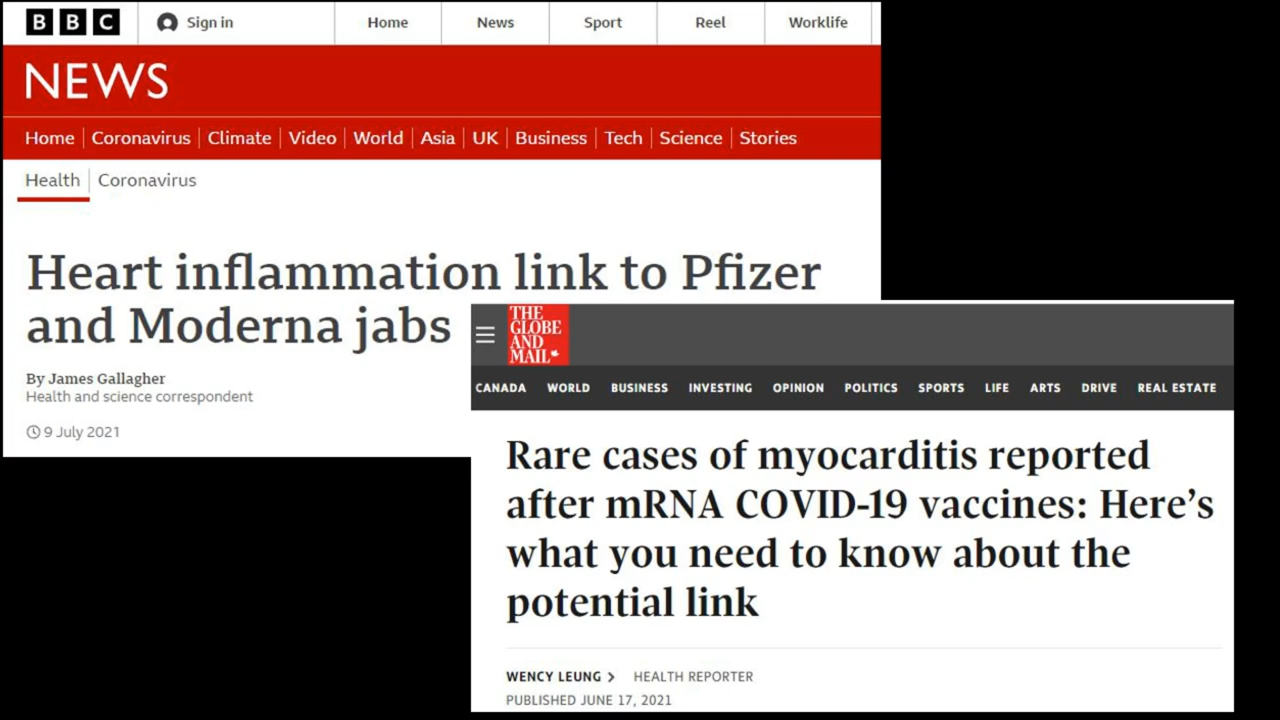 BBC Sign in Home News Sport Reel Worklife
NEWS
Home Coronavirus Climate Video World Asia UK Business Tech Science Stories
Health Coronavirus
Heart inflammation link to Pfizer
and Moderna jabs
By James Gallagher
Health and science correspondent
9 July 2021
THE
GLOBE
AND
MAIL
CANADA WORLD BUSINESS INVESTING OPINION POLITICS SPORTS LIFE ARTS DRIVE REAL ESTATE
Rare cases of myocarditis reported
after mRNA COVID-19 vaccines: Here’s
what you need to know about the
potential link
WENCY LEUNG > HEALTH REPORTER
PUBLISHED JUNE 17, 2021